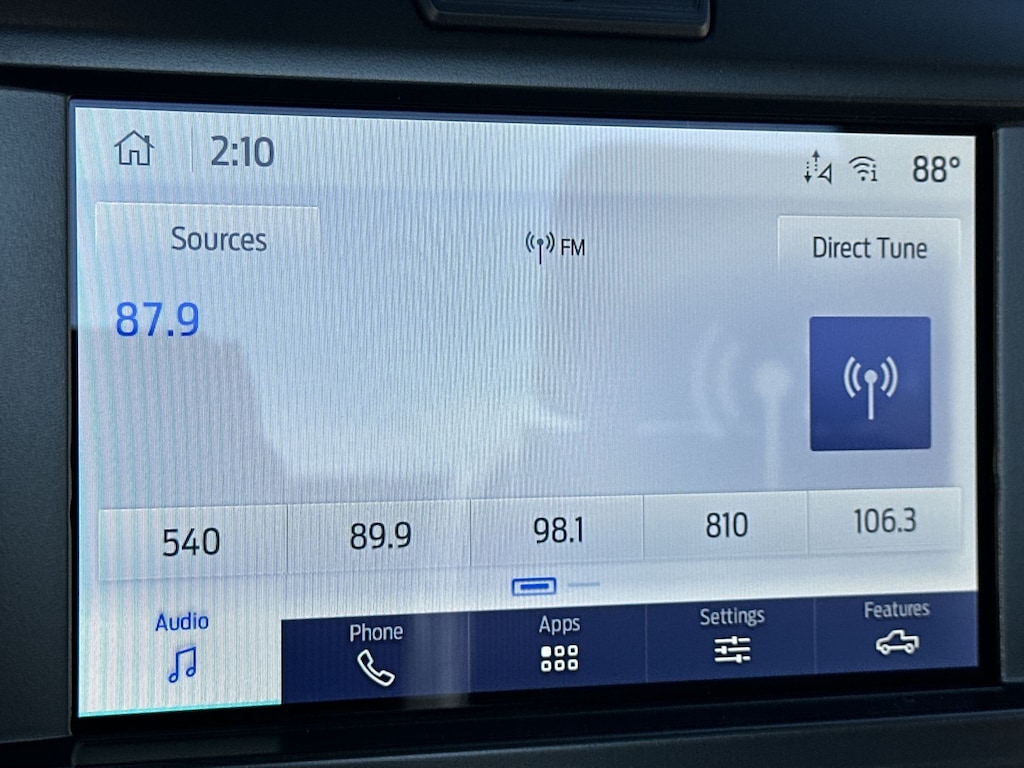 2:10
88°
Sources
FM
Direct Tune
87.9
540
89.9
98.1
810
106.3
Audio
Phone
Apps
Settings
Features